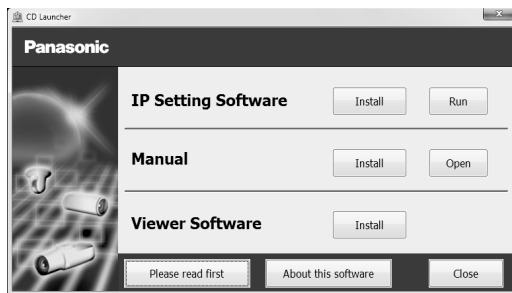 CD Launcher
Panasonic
IP Setting Software Install Run
Manual Install Open
Viewer Software Install
Please read first About this software Close